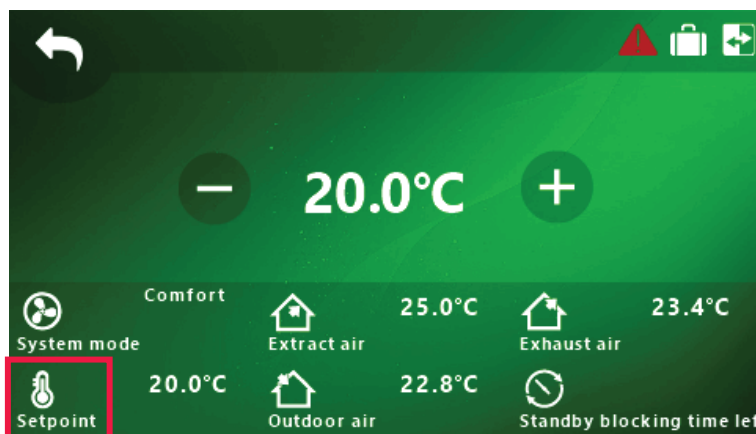 20.0°C
Comfort
25.0°C
23.4°C
System mode
Extract air
Exhaust air
20.0°C
22.8°C
Setpoint
Outdoor air
Standby blocking time lef